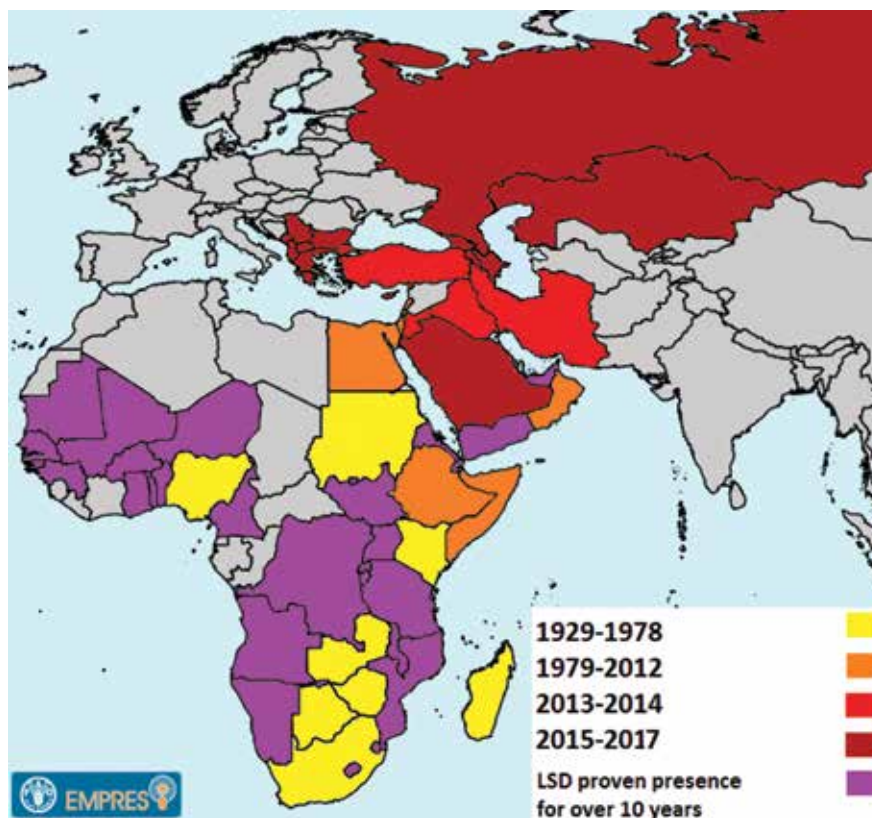 1929-1978
1979-2012
2013-2014
2015-2017
LSD proven presence
for over 10 years
EMPRES